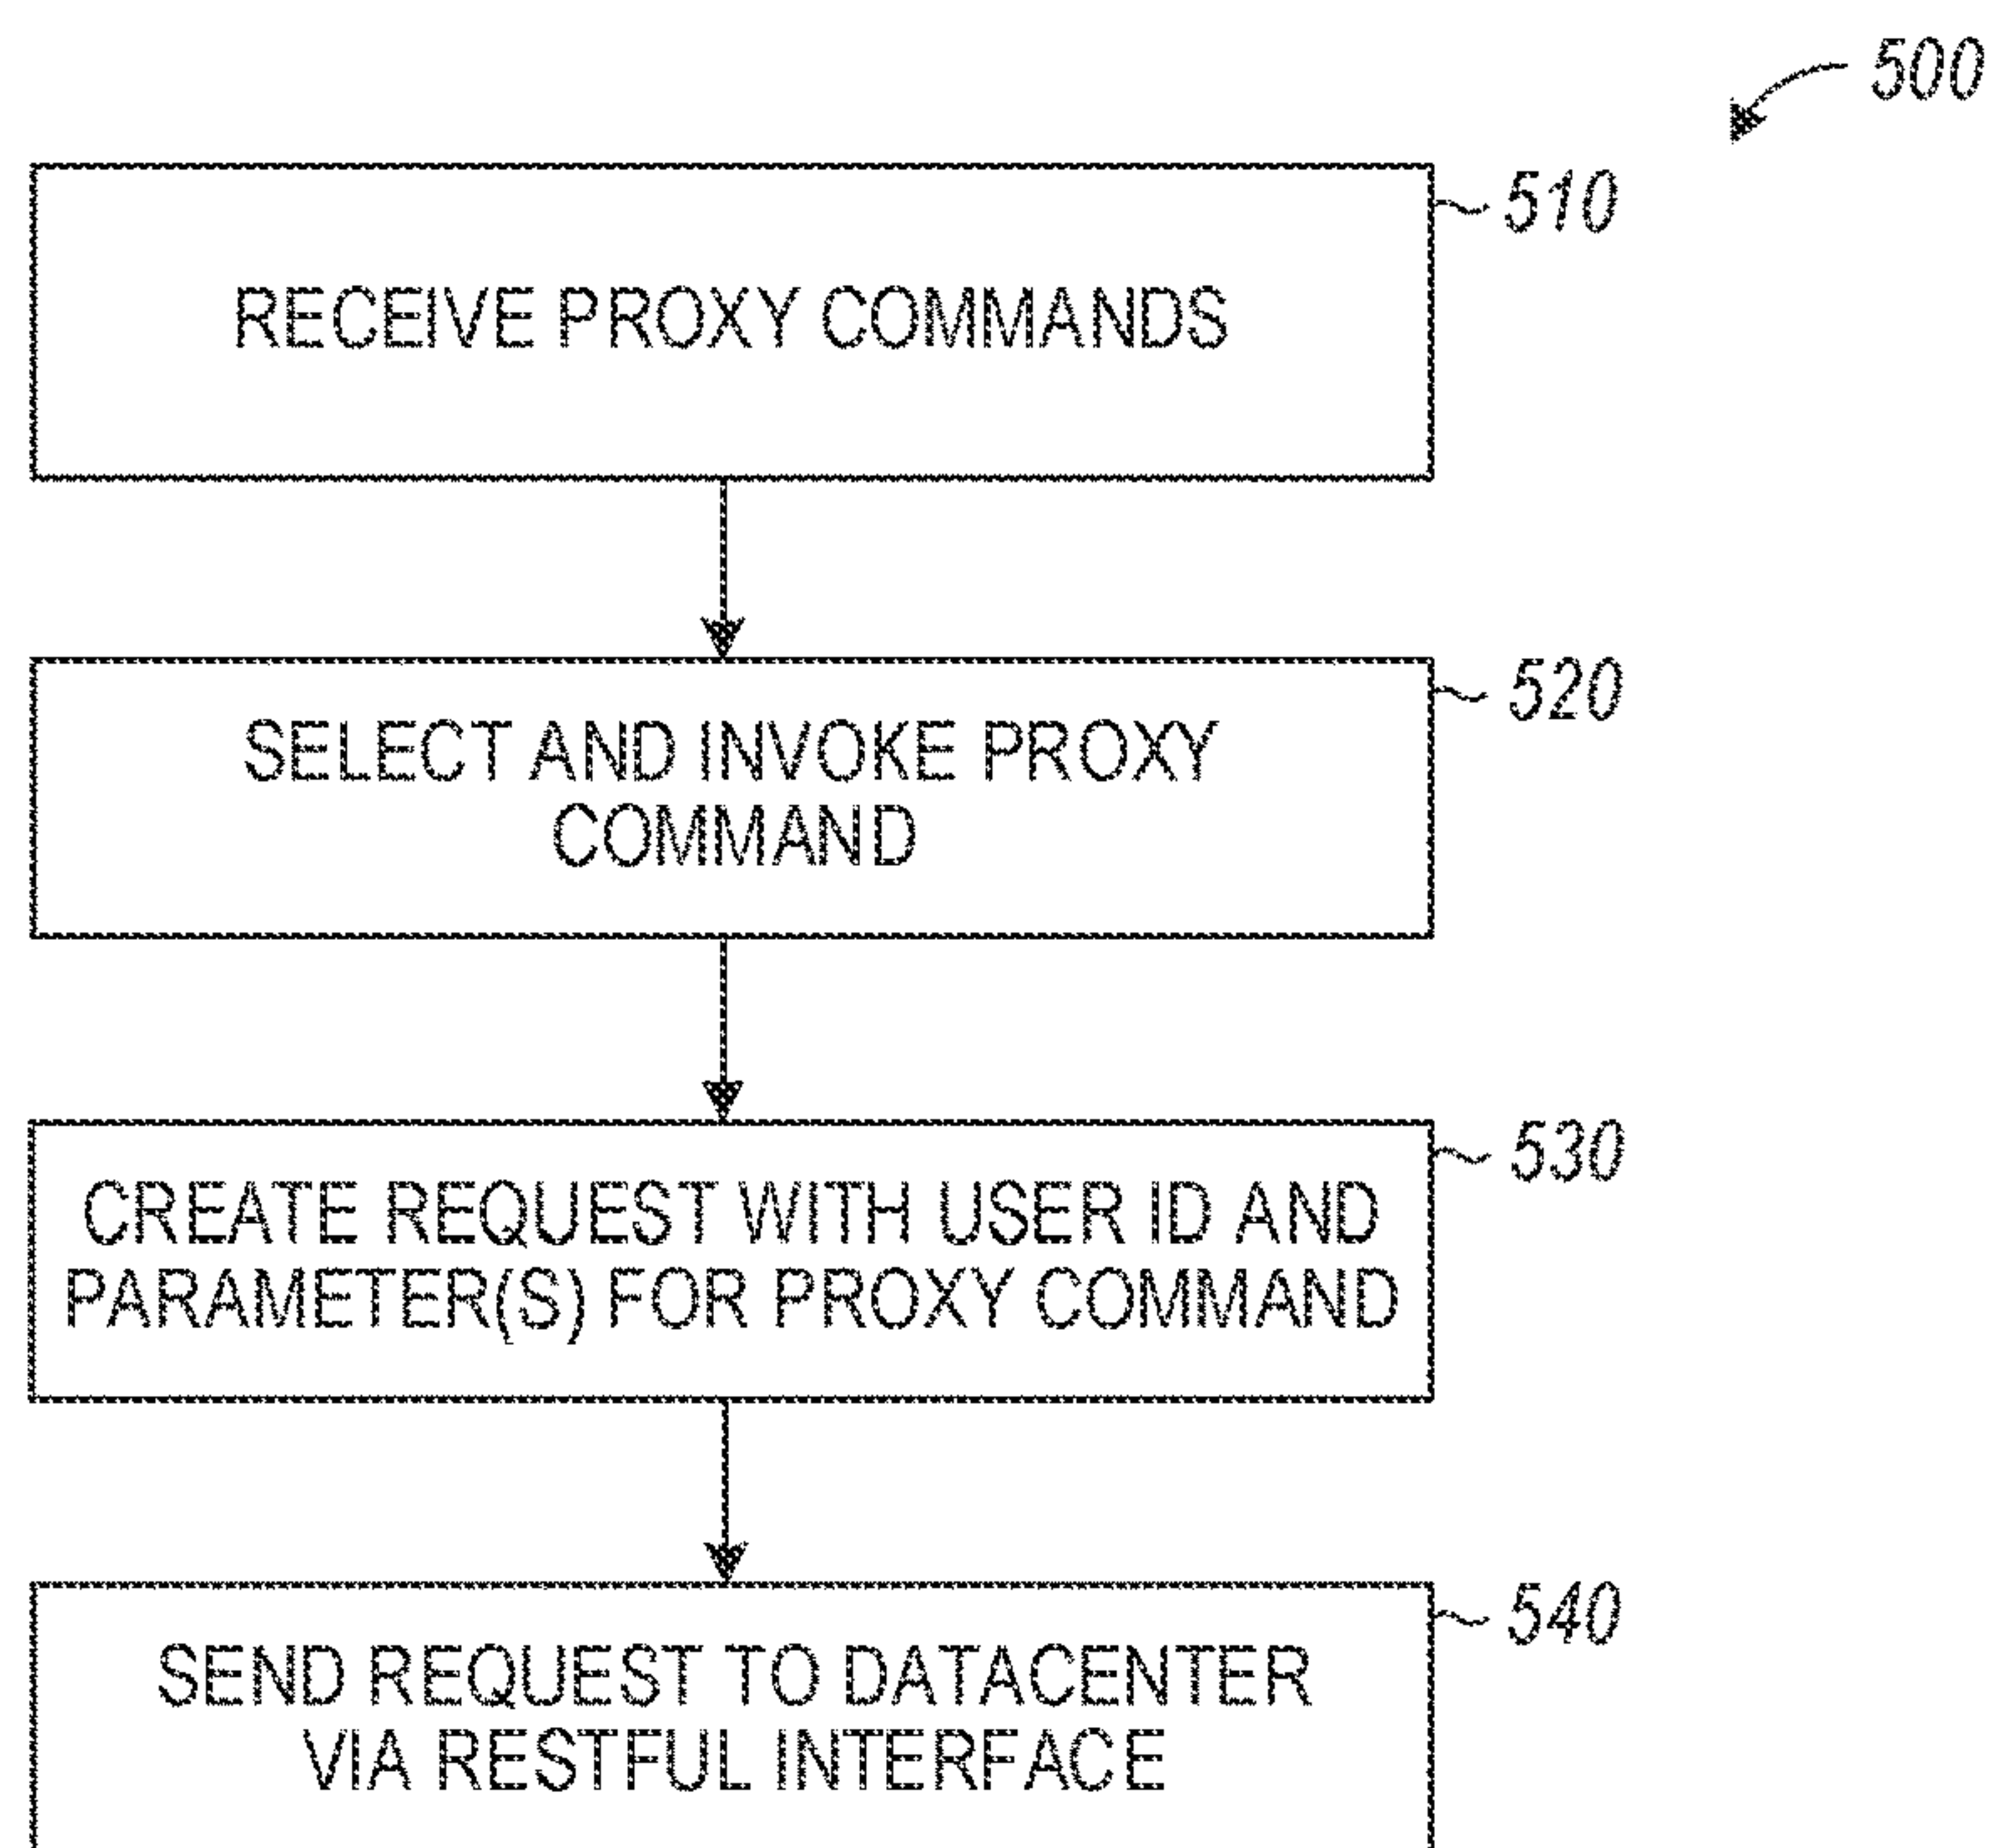 500
510
RECEIVE PROXY COMMANDS
520
SELECT AND INVOKE PROXY
COMMAND
530
CREATE REQUEST WITH USER ID AND
PARAMETER(S) FOR PROXY COMMAND
540
SEND REQUEST TO DATACENTER
VIA RESTFUL INTERFACE